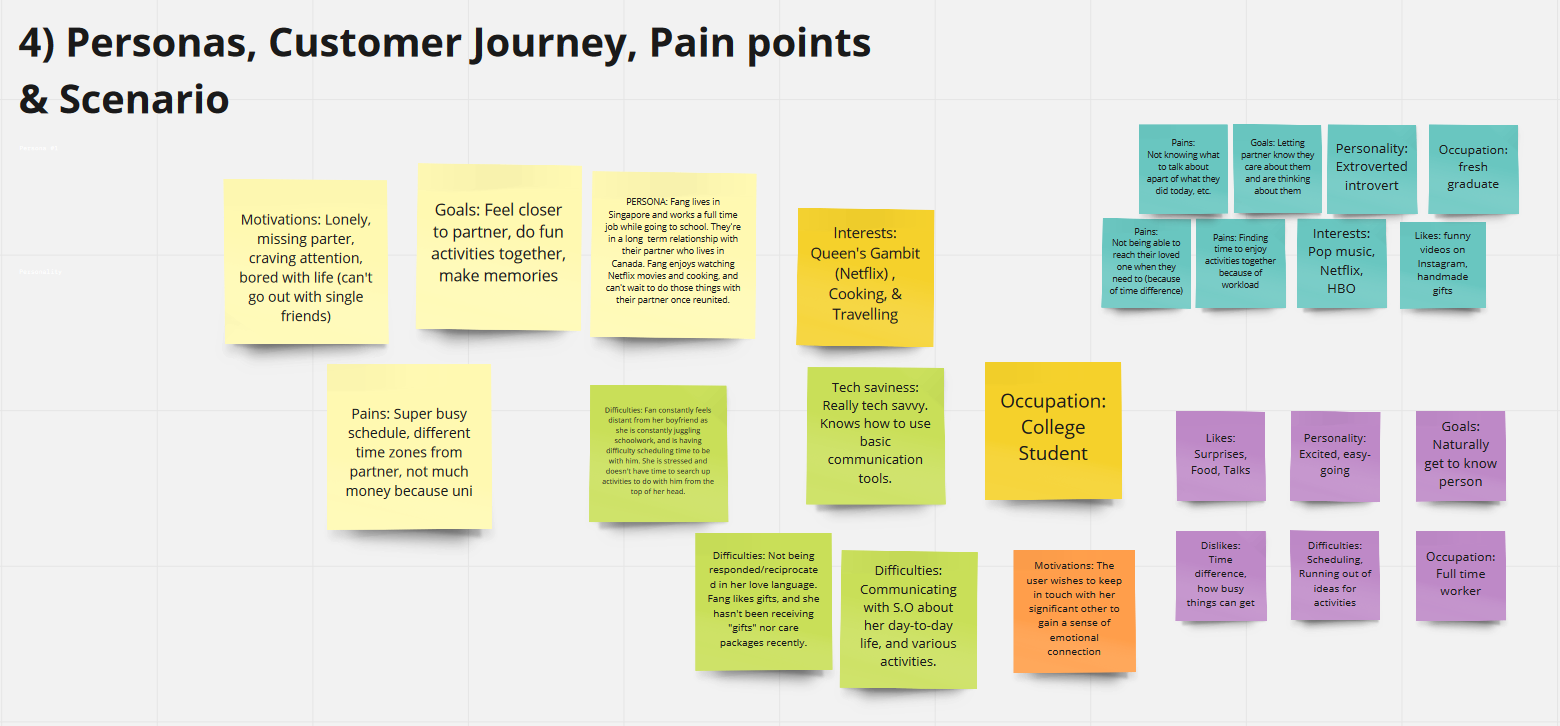 4) Personas, Customer Journey, Pain points
& Scenario
Motivations: Lonely,
missing parter,
craving attention,
bored with life (can't
go out with single
friends)
Goals: Feel closer
to partner, do fun
activities together,
make memories
PERSONA: Fang lives in
Singapore and works a full time
job while going to school. They're
in a long term relationship with
their partner who lives in
Canada. Fang enjoys watching
Netflix movies and cooking, and
can't wait to do those things with
their partner once reunited.
Interests:
Queen's Gambit
(Netflix) ,
Cooking, &
Travelling
Pains: Super busy
schedule, different
time zones from
partner, not much
money because uni
Difficulties: Fan constantly feels
distant from her boyfriend as
she is constantly juggling
schoolwork, and is having
difficulty scheduling time to be
with him. She is stressed and
doesn't have time to search up
activities to do with him from the
top of her head.
Tech saviness:
Really tech savvy.
Knows how to use
basic
communication
tools.
Occupation:
College
Student
Difficulties: Not being
responded/reciprocate
d in her love language.
Fang likes gifts, and she
hasn't been receiving
"gifts" nor care
packages recently.
Difficulties:
Communicating
with S.O about
her day-to-day
life, and various
activities.
Motivations: The
user wishes to keep
in touch with her
significant other to
gain a sense of
emotional
connection
Pains:
Not knowing what
to talk about
apart of what they
did today, etc.
Goals: Letting
partner know they
care about them
and are thinking
about them
Personality:
Extroverted
introvert
Occupation:
fresh
graduate
Pains:
Not being able to
reach their loved
one when they
need to (because
of time difference)
Pains: Finding
time to enjoy
activities together
because of
workload
Interests:
Pop music,
Netflix,
HBO
Likes: funny
videos on
Instagram,
handmade
gifts
Likes:
Surprises,
Food, Talks
Personality:
Excited, easy-
going
Goals:
Naturally
get to know
person
Dislikes:
Time
difference,
how busy
things can get
Difficulties:
Scheduling,
Running out of
ideas for
activities
Occupation:
Full time
worker